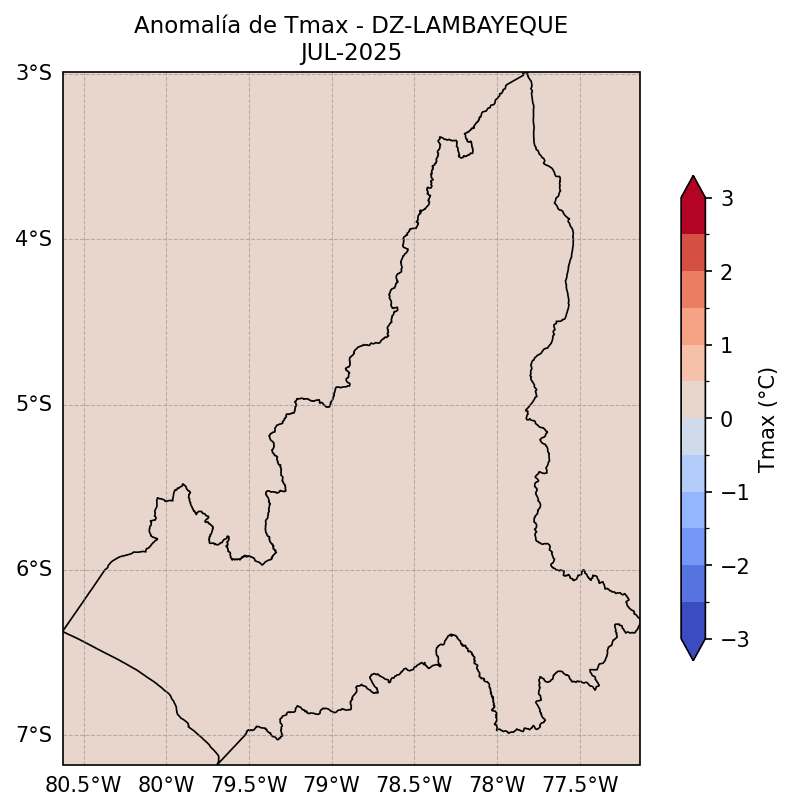 Anomalía de Tmax - DZ-LAMBAYEQUE
JUL-2025
3°S
4°S
5°S
6°S
7°S
80.5°W 80°W 79.5°W 79°W 78.5°W 78°W 77.5°W
3
2
1
0
−1
−2
−3
Tmax (°C)